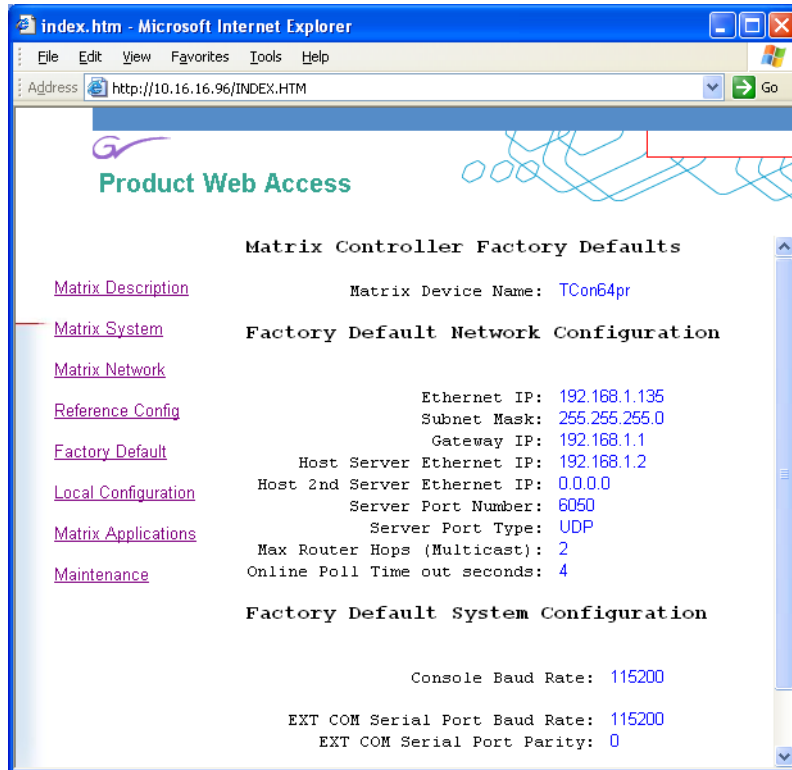 index.htm - Microsoft Internet Explorer
File Edit View Favorites Tools Help
Address http://10.16.16.96/INDEX.HTM Go
Product Web Access
Matrix Description
Matrix System
Matrix Network
Reference Config
Factory Default
Local Configuration
Matrix Applications
Maintenance
Matrix Controller Factory Defaults
Matrix Device Name: TCon64pr
Factory Default Network Configuration
Ethernet IP: 192.168.1.135
Subnet Mask: 255.255.255.0
Gateway IP: 192.168.1.1
Host Server Ethernet IP: 192.168.1.2
Host 2nd Server Ethernet IP: 0.0.0.0
Server Port Number: 6050
Server Port Type: UDP
Max Router Hops (Multicast): 2
Online Poll Time out seconds: 4
Factory Default System Configuration
Console Baud Rate: 115200
EXT COM Serial Port Baud Rate: 115200
EXT COM Serial Port Parity: 0